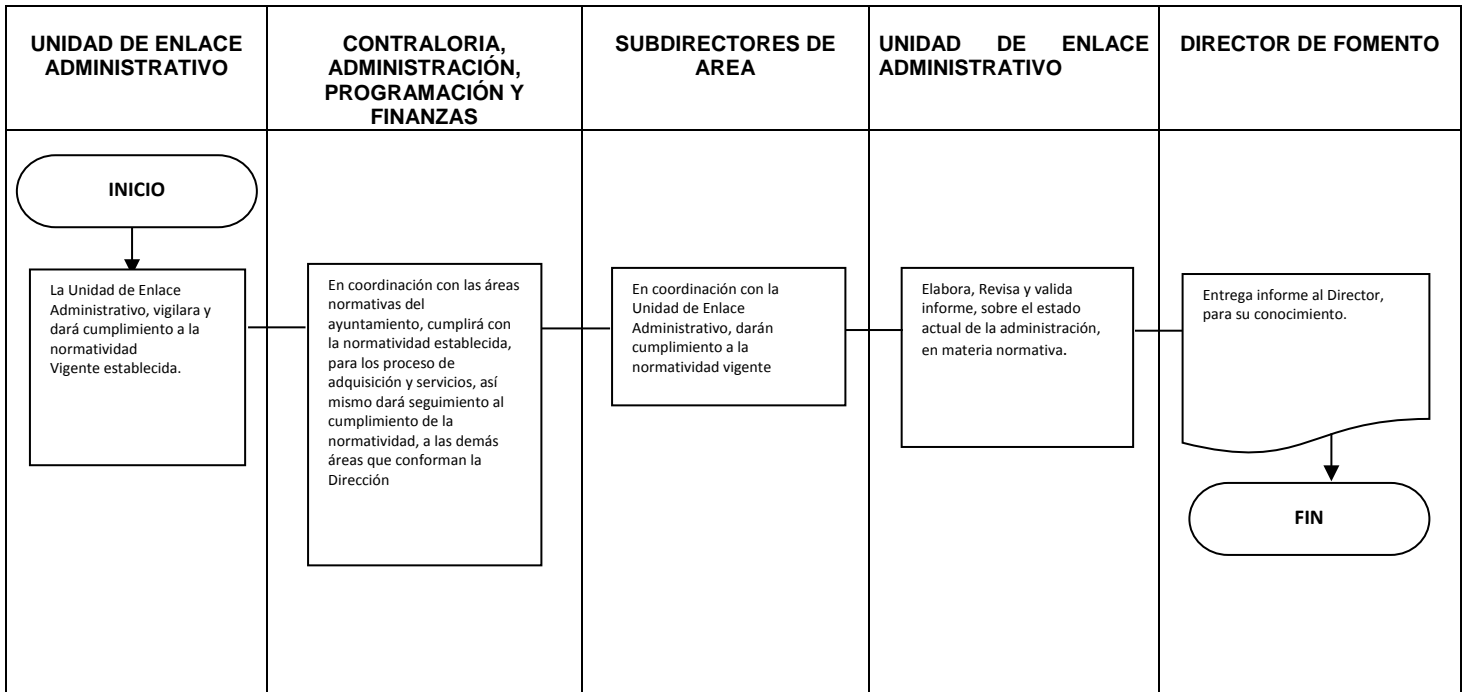 UNIDAD DE ENLACE
ADMINISTRATIVO
CONTRALORIA,
ADMINISTRACIÓN,
PROGRAMACIÓN Y
FINANZAS
SUBDIRECTORES DE
AREA
UNIDAD DE ENLACE
ADMINISTRATIVO
DIRECTOR DE FOMENTO
INICIO
La Unidad de Enlace
Administrativo, vigilara y
dará cumplimiento a la
normatividad
Vigente establecida.
En coordinación con las áreas
normativas del
ayuntamiento, cumplirá con
la normatividad establecida,
para los proceso de
adquisición y servicios, así
mismo dará seguimiento al
cumplimiento de la
normatividad, a las demás
áreas que conforman la
Dirección
En coordinación con la
Unidad de Enlace
Administrativo, darán
cumplimiento a la
normatividad vigente
Elabora, Revisa y valida
informe, sobre el estado
actual de la administración,
en materia normativa.
Entrega informe al Director,
para su conocimiento.
FIN